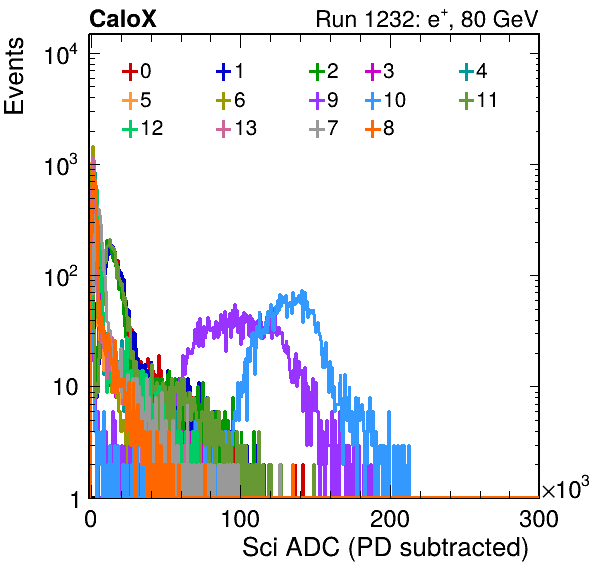 CaloX Run 1232: e⁺, 80 GeV
Events
10⁴
0 1 2 3 4
5 6 9 10 11
12 13 7 8
10³
10²
10
1
0 100 200 300
×10³
Sci ADC (PD subtracted)